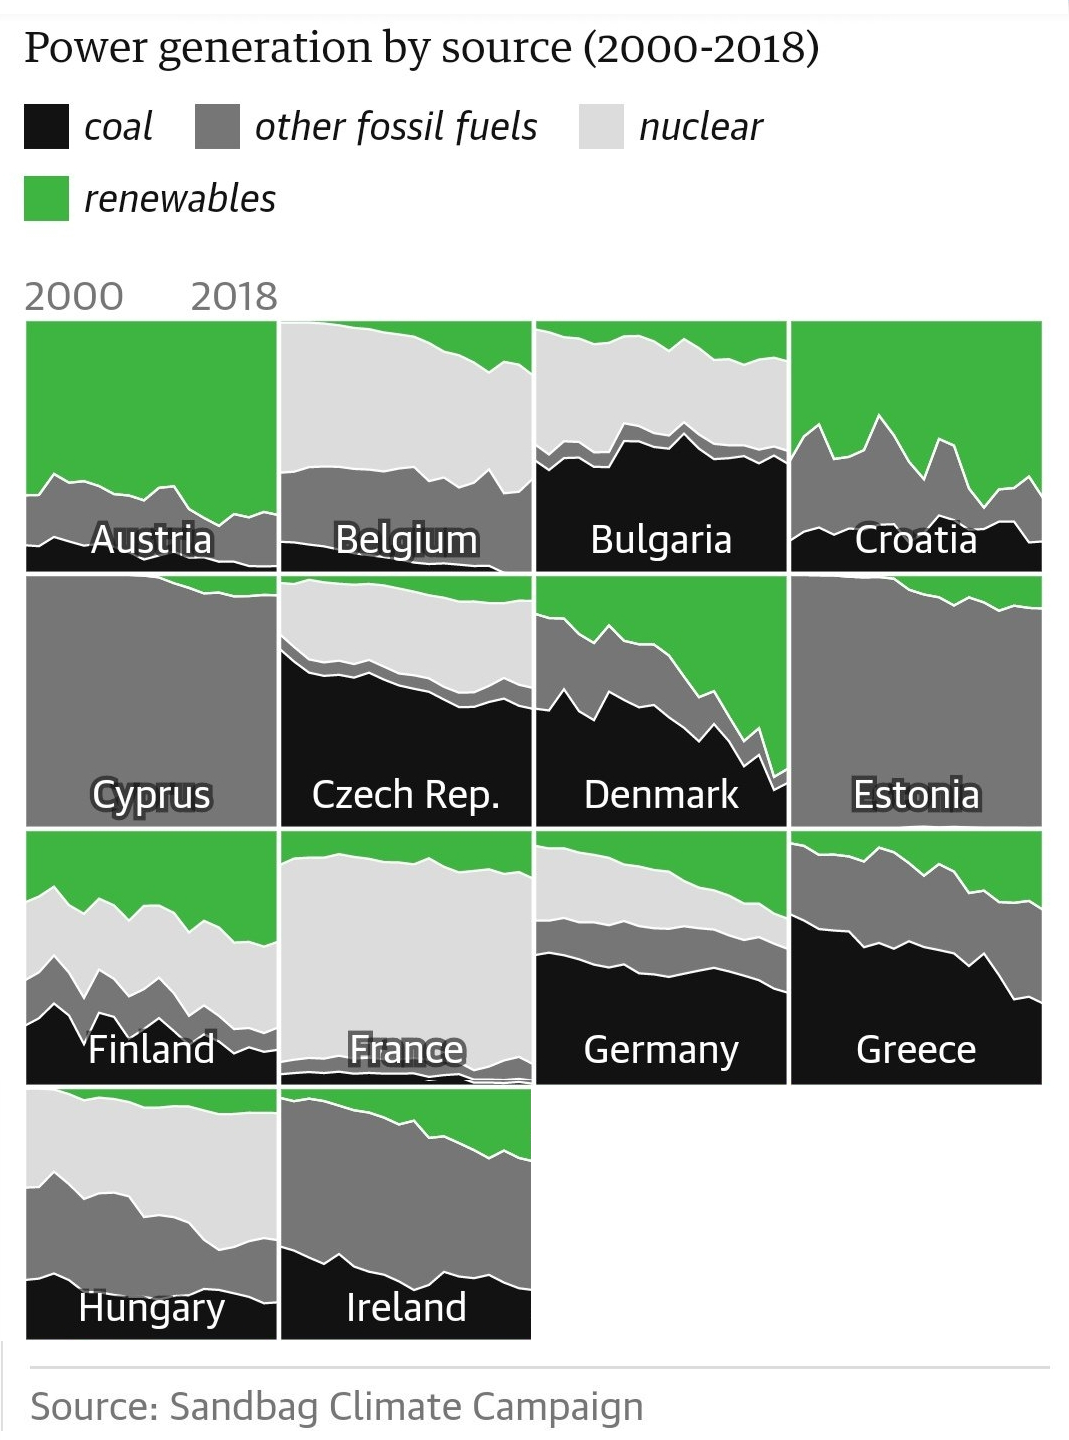 Power generation by source (2000-2018)
coal other fossil fuels nuclear
renewables
2000 2018
Austria Belgium Bulgaria Croatia
Cyprus Czech Rep. Denmark Estonia
Finland France Germany Greece
Hungary Ireland
Source: Sandbag Climate Campaign